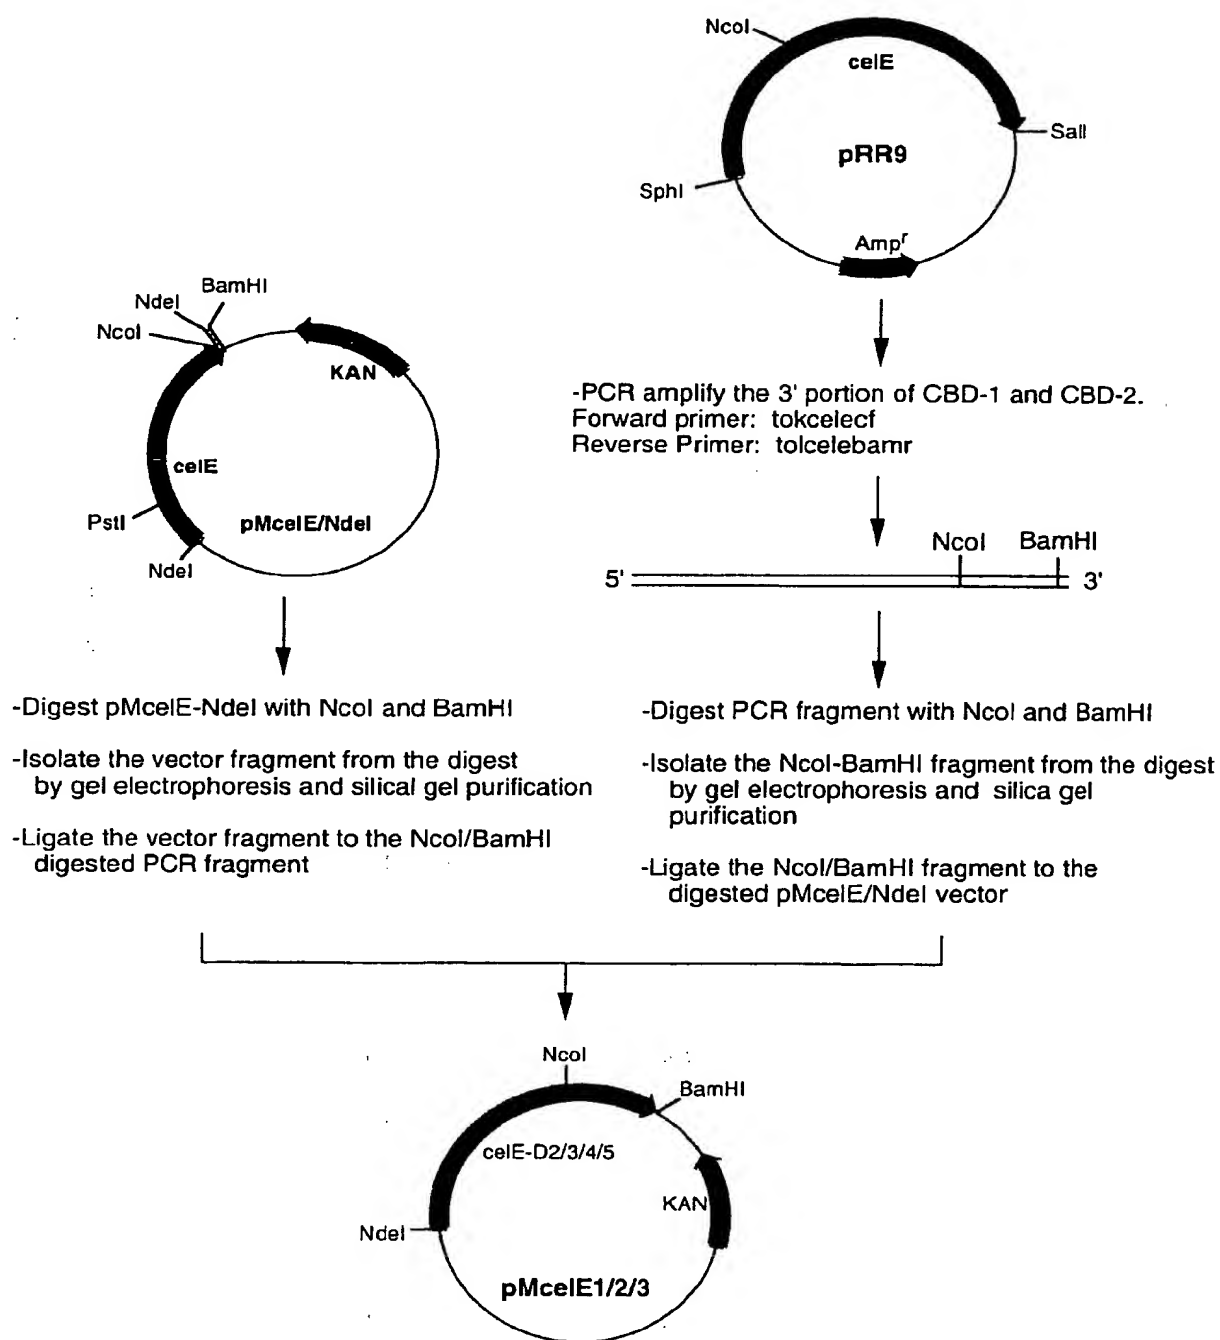 NcoI
celE
SalI
pRR9
SphI
Amp^r
BamHI
NdeI
NcoI
KAN
celE
PstI
pMcelE/NdeI
NdeI
-PCR amplify the 3' portion of CBD-1 and CBD-2.
Forward primer: tokcelecf
Reverse Primer: tolcelebamr
NcoI BamHI
5' 3'
-Digest pMcelE-NdeI with NcoI and BamHI
-Isolate the vector fragment from the digest
by gel electrophoresis and silical gel purification
-Ligate the vector fragment to the NcoI/BamHI
digested PCR fragment
-Digest PCR fragment with NcoI and BamHI
-Isolate the NcoI-BamHI fragment from the digest
by gel electrophoresis and silica gel
purification
-Ligate the NcoI/BamHI fragment to the
digested pMcelE/NdeI vector
NcoI
BamHI
celE-D2/3/4/5
KAN
NdeI
pMcelE1/2/3